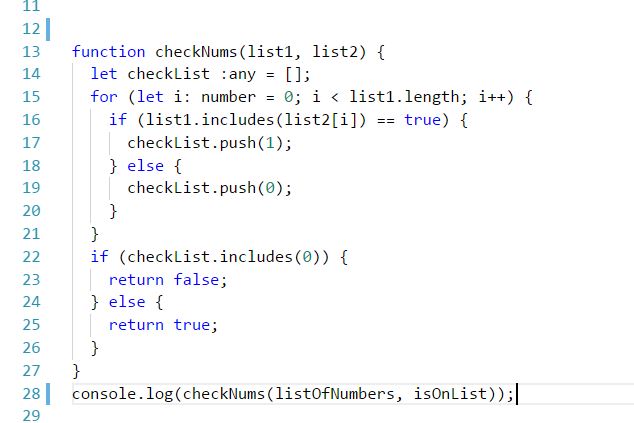 11
12
13 function checkNums(list1, list2) {
14 let checkList :any = [];
15 for (let i: number = 0; i < list1.length; i++) {
16 if (list1.includes(list2[i]) == true) {
17 checkList.push(1);
18 } else {
19 checkList.push(0);
20 }
21 }
22 if (checkList.includes(0)) {
23 return false;
24 } else {
25 return true;
26 }
27 }
28 console.log(checkNums(listOfNumbers, isOnList));
29